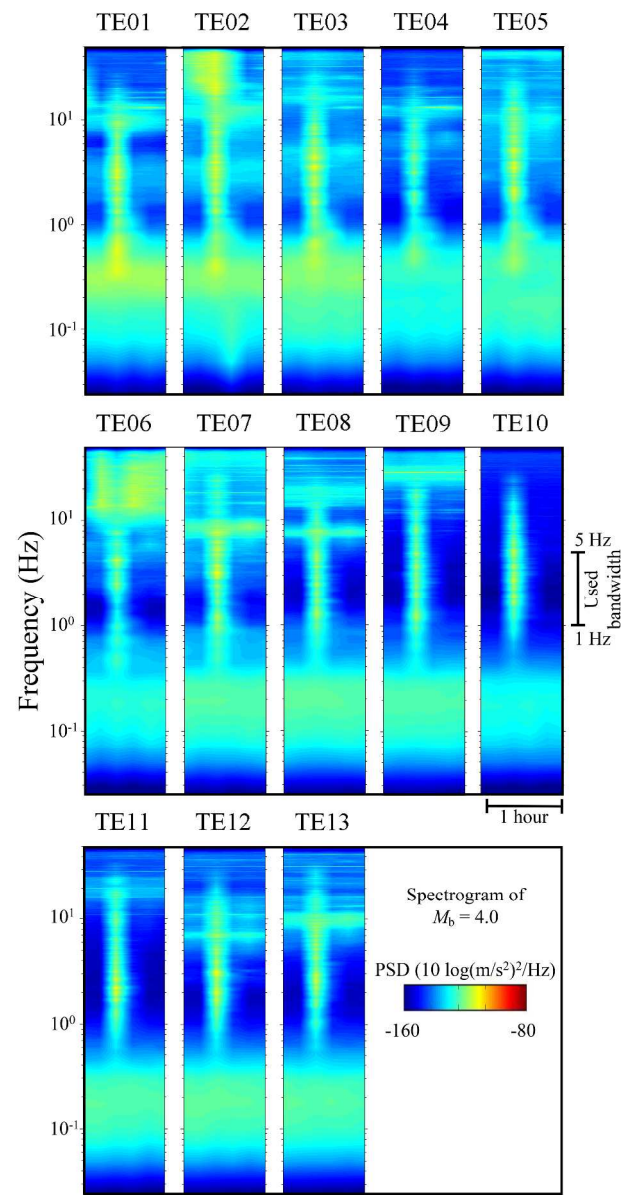 TE01 TE02 TE03 TE04 TE05
10¹
10⁰
10⁻¹
TE06 TE07 TE08 TE09 TE10
Frequency (Hz)
10¹
10⁰
10⁻¹
5 Hz
Used
bandwidth
1 Hz
1 hour
TE11 TE12 TE13
10¹
10⁰
10⁻¹
Spectrogram of
M_b = 4.0
PSD (10 log(m/s²)²/Hz)
-160 -80